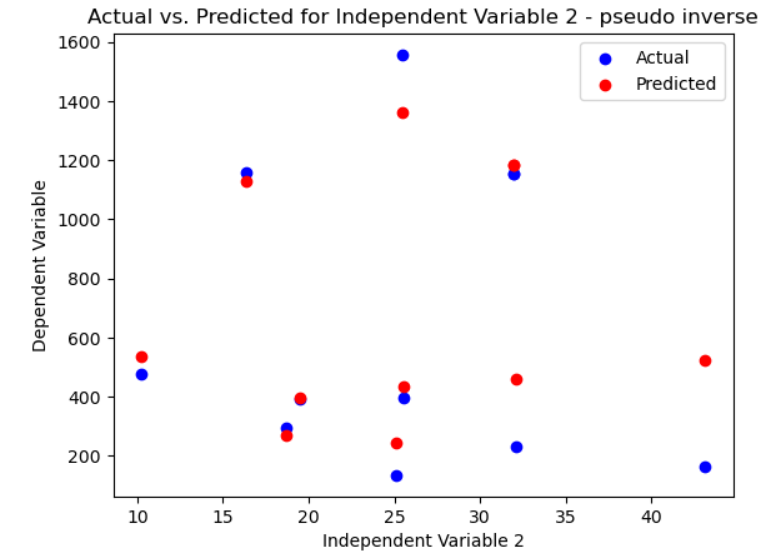 Actual vs. Predicted for Independent Variable 2 - pseudo inverse
Actual
Predicted
Dependent Variable
1600
1400
1200
1000
800
600
400
200
10 15 20 25 30 35 40
Independent Variable 2